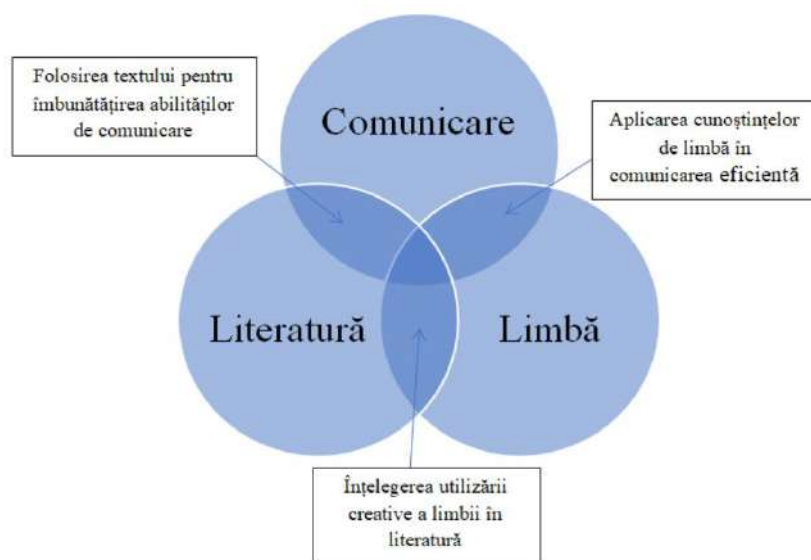 Folosirea textului pentru
îmbunătățirea abilităților
de comunicare
Comunicare
Aplicarea cunoștințelor
de limbă în
comunicarea eficientă
Literatură
Limbă
Înțelegerea utilizării
creative a limbii în
literatură